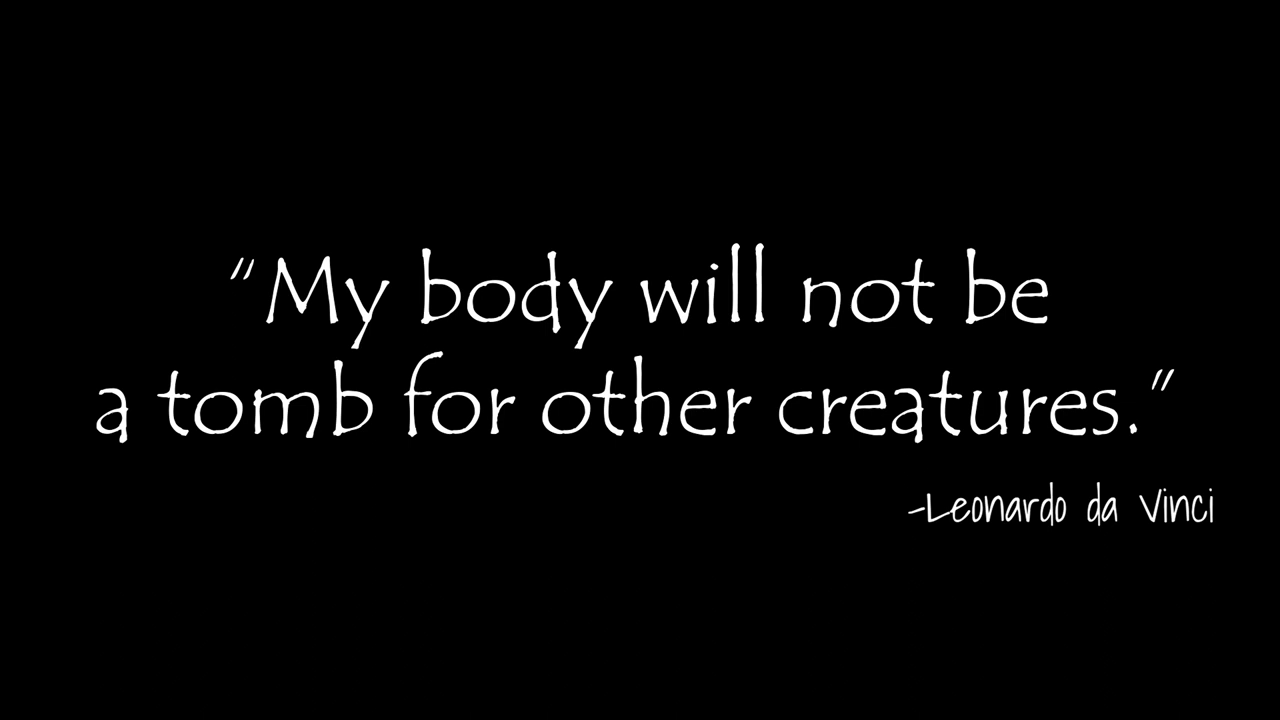 “My body will not be
a tomb for other creatures.”
-Leonardo da Vinci